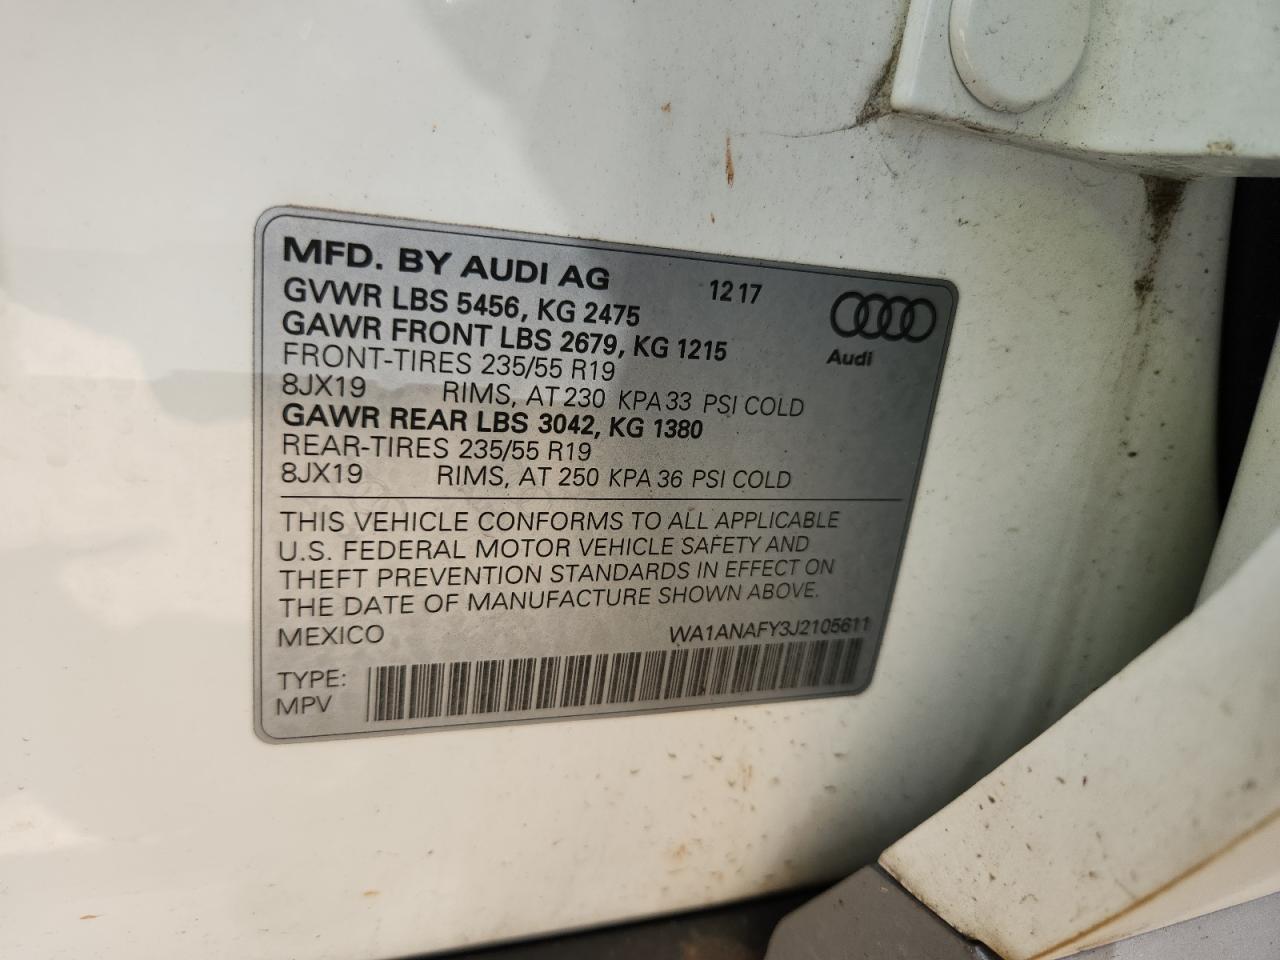 MFD. BY AUDI AG 12 17
GVWR LBS 5456, KG 2475
GAWR FRONT LBS 2679, KG 1215
FRONT-TIRES 235/55 R19
8JX19 RIMS, AT 230 KPA 33 PSI COLD
GAWR REAR LBS 3042, KG 1380
REAR-TIRES 235/55 R19
8JX19 RIMS, AT 250 KPA 36 PSI COLD
Audi
THIS VEHICLE CONFORMS TO ALL APPLICABLE
U.S. FEDERAL MOTOR VEHICLE SAFETY AND
THEFT PREVENTION STANDARDS IN EFFECT ON
THE DATE OF MANUFACTURE SHOWN ABOVE.
MEXICO WA1ANAFY3J2105611
TYPE:
MPV